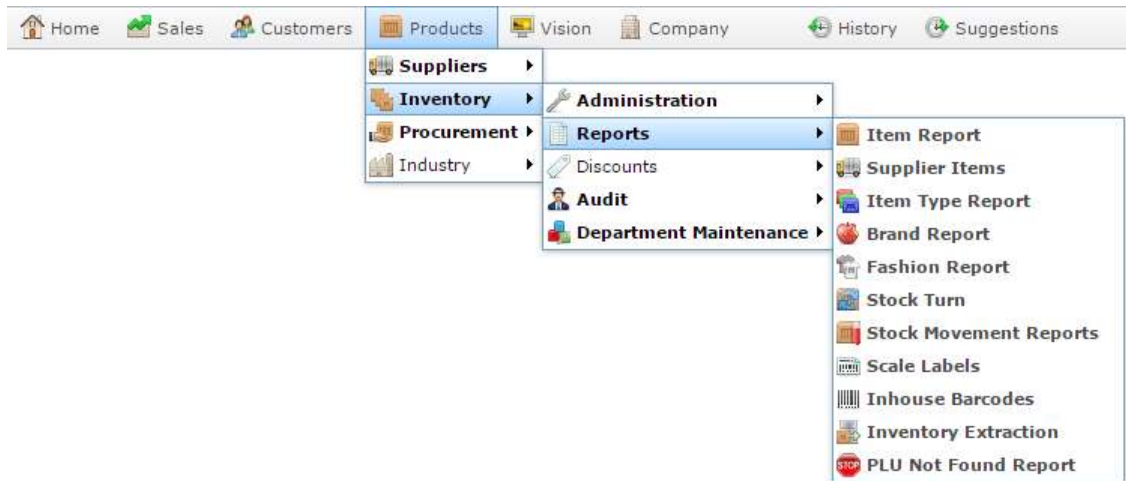 Home Sales Customers Products Vision Company History Suggestions
Suppliers
Inventory
Procurement
Industry
Administration
Reports
Discounts
Audit
Department Maintenance
Item Report
Supplier Items
Item Type Report
Brand Report
Fashion Report
Stock Turn
Stock Movement Reports
Scale Labels
Inhouse Barcodes
Inventory Extraction
STOP PLU Not Found Report